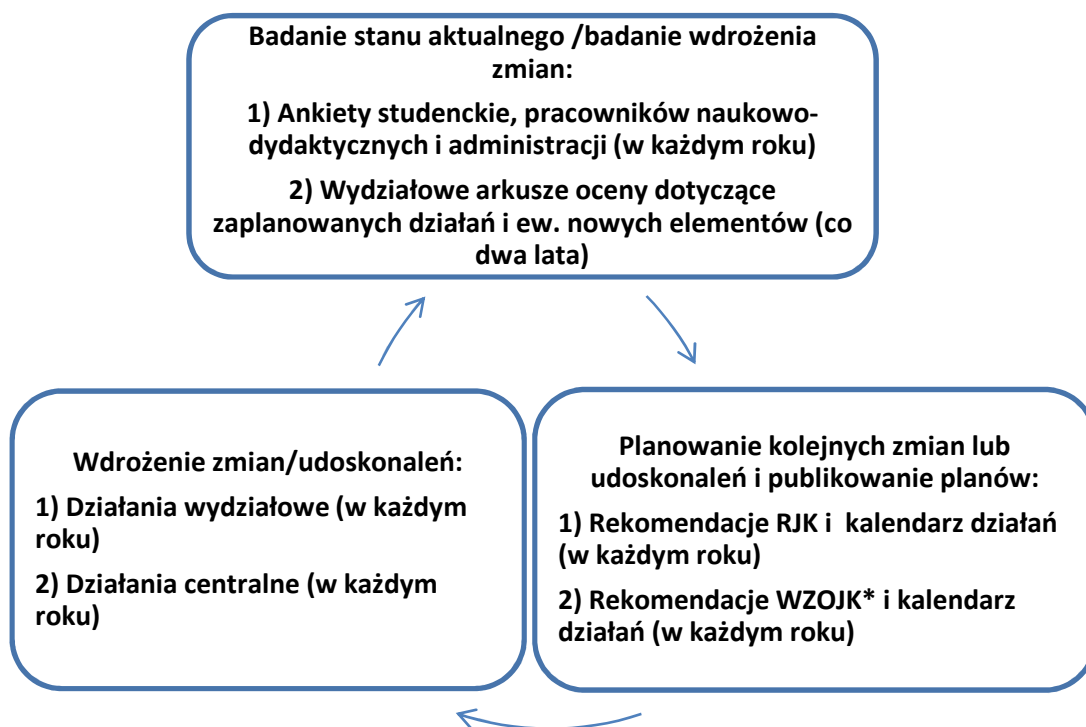 Badanie stanu aktualnego /badanie wdrożenia
zmian:
1) Ankiety studenckie, pracowników naukowo-
dydaktycznych i administracji (w każdym roku)
2) Wydziałowe arkusze oceny dotyczące
zaplanowanych działań i ew. nowych elementów (co
dwa lata)
Wdrożenie zmian/udoskonaleń:
1) Działania wydziałowe (w każdym
roku)
2) Działania centralne (w każdym
roku)
Planowanie kolejnych zmian lub
udoskonaleń i publikowanie planów:
1) Rekomendacje RJK i kalendarz działań
(w każdym roku)
2) Rekomendacje WZOJK* i kalendarz
działań (w każdym roku)